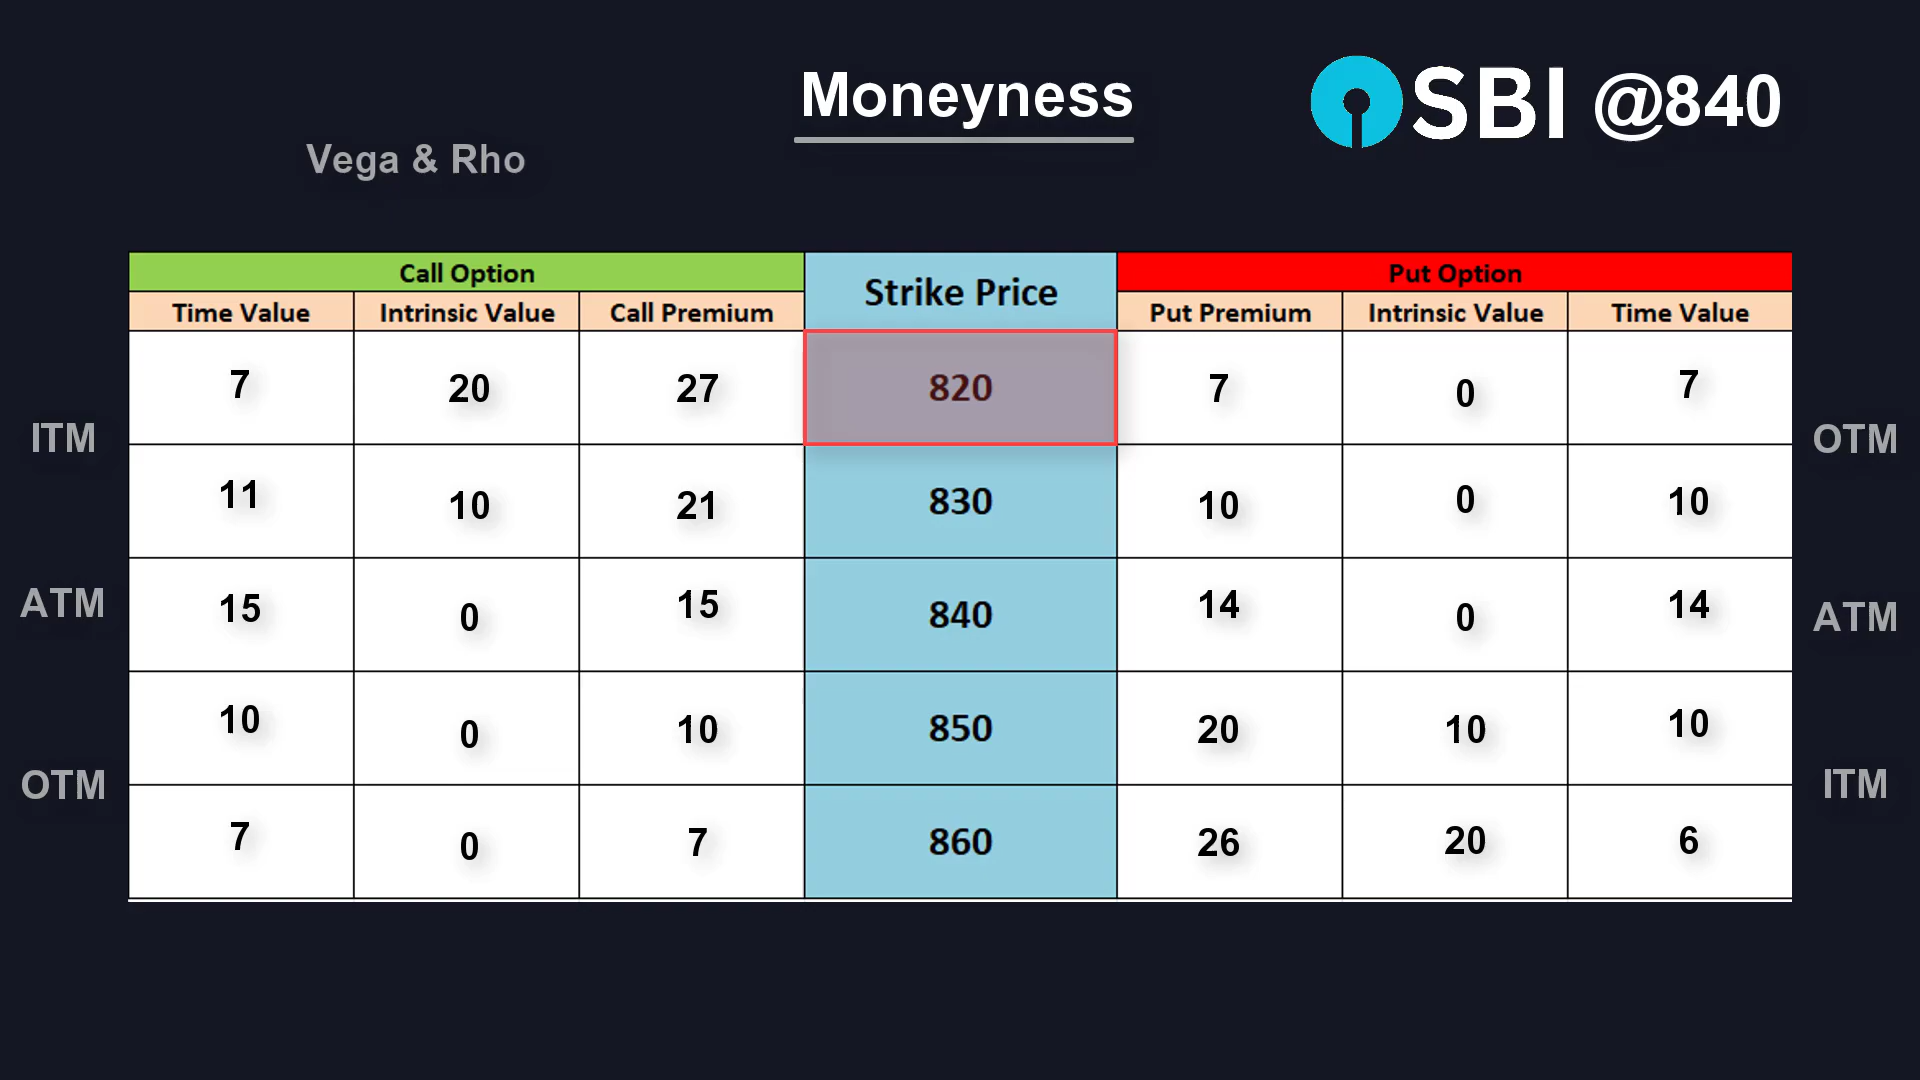 Moneyness
SBI @840
Vega & Rho
Call Option
Strike Price
Put Option
Time Value
Intrinsic Value
Call Premium
Put Premium
Intrinsic Value
Time Value
7 20 27 820 7 0 7
ITM
OTM
11 10 21 830 10 0 10
ATM
15 0 15 840 14 0 14
ATM
10 0 10 850 20 10 10
OTM
ITM
7 0 7 860 26 20 6